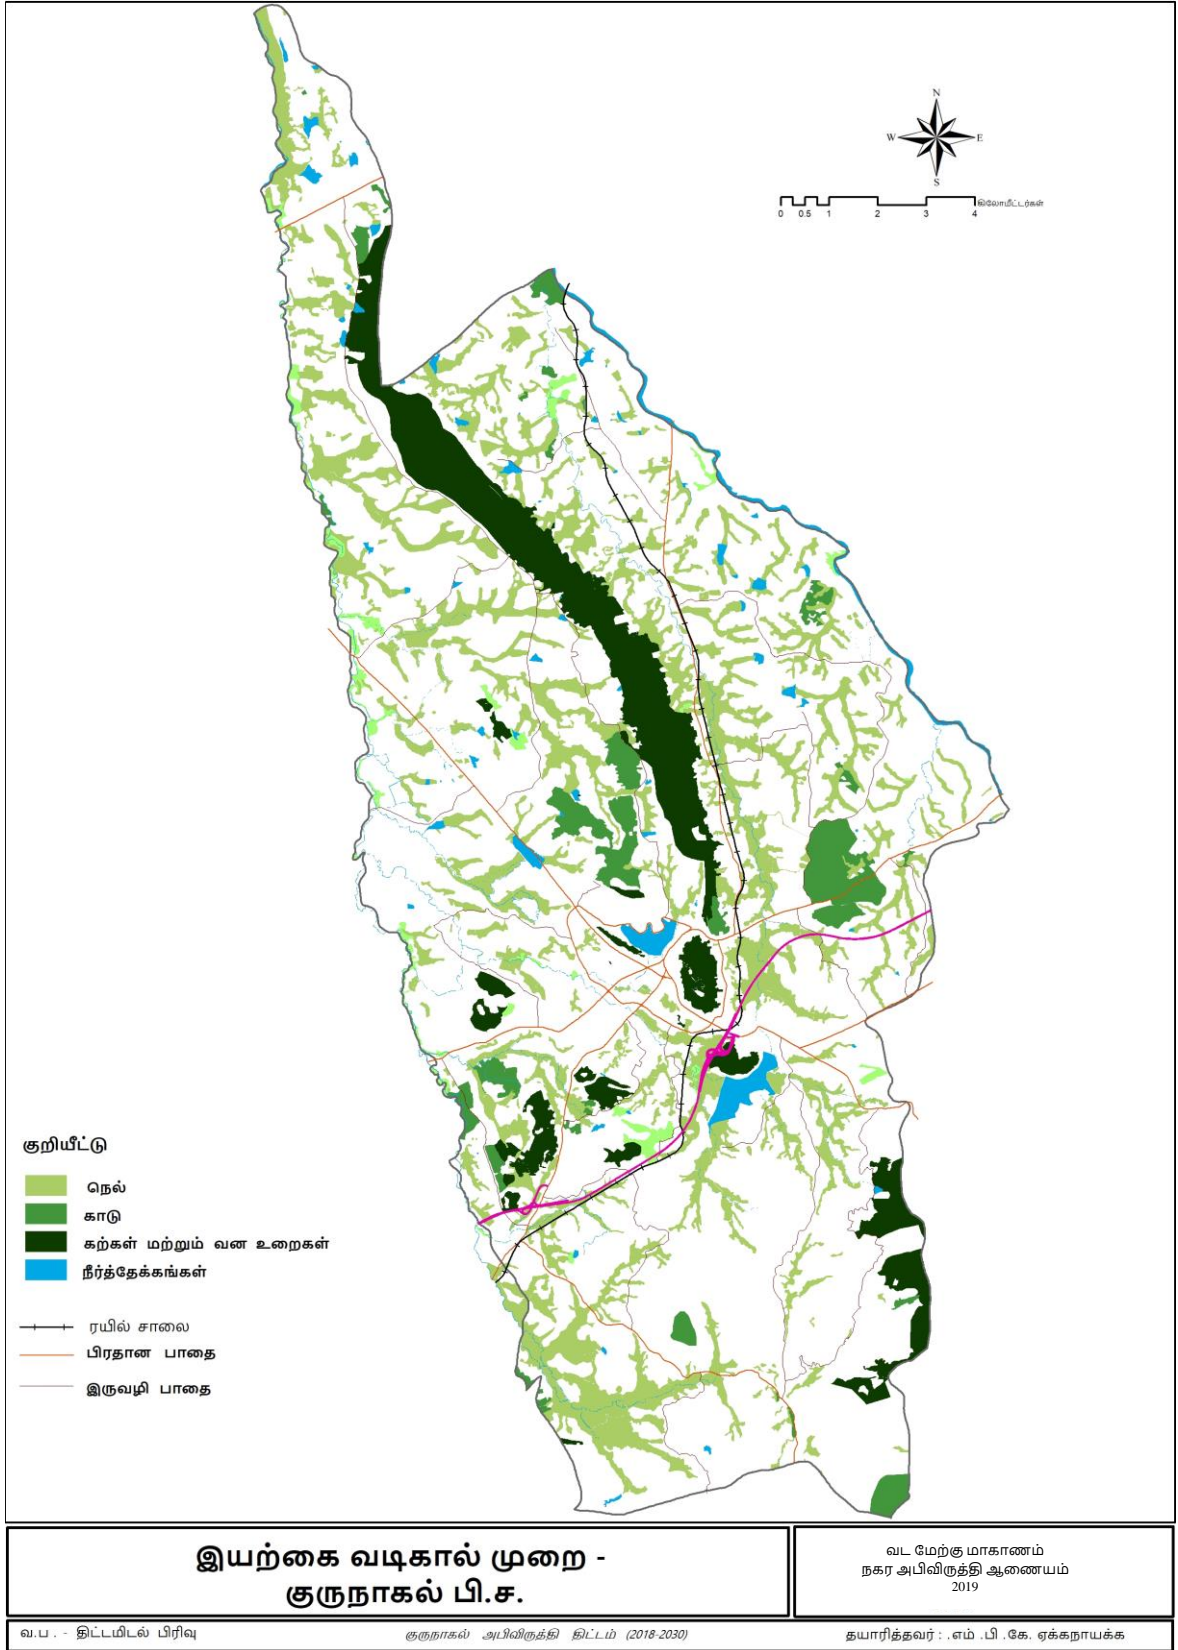 N
W
E
S
0 0.5 1 2 3 4 கிலோமீட்டர்கள்
குறியீட்டு
நெல்
காடு
கற்கள் மற்றும் வன உறைகள்
நீர்த்தேக்கங்கள்
ரயில் சாலை
பிரதான பாதை
இருவழி பாதை
இயற்கை வடிகால் முறை -
குருநாகல் பி.ச.
வட மேற்கு மாகாணம்
நகர அபிவிருத்தி ஆணையம்
2019
வ.ப . - திட்டமிடல் பிரிவு
குருநாகல் அபிவிருத்தி திட்டம் (2018-2030)
தயாரித்தவர் : .எம் .பி .கே. ஏக்கநாயக்க